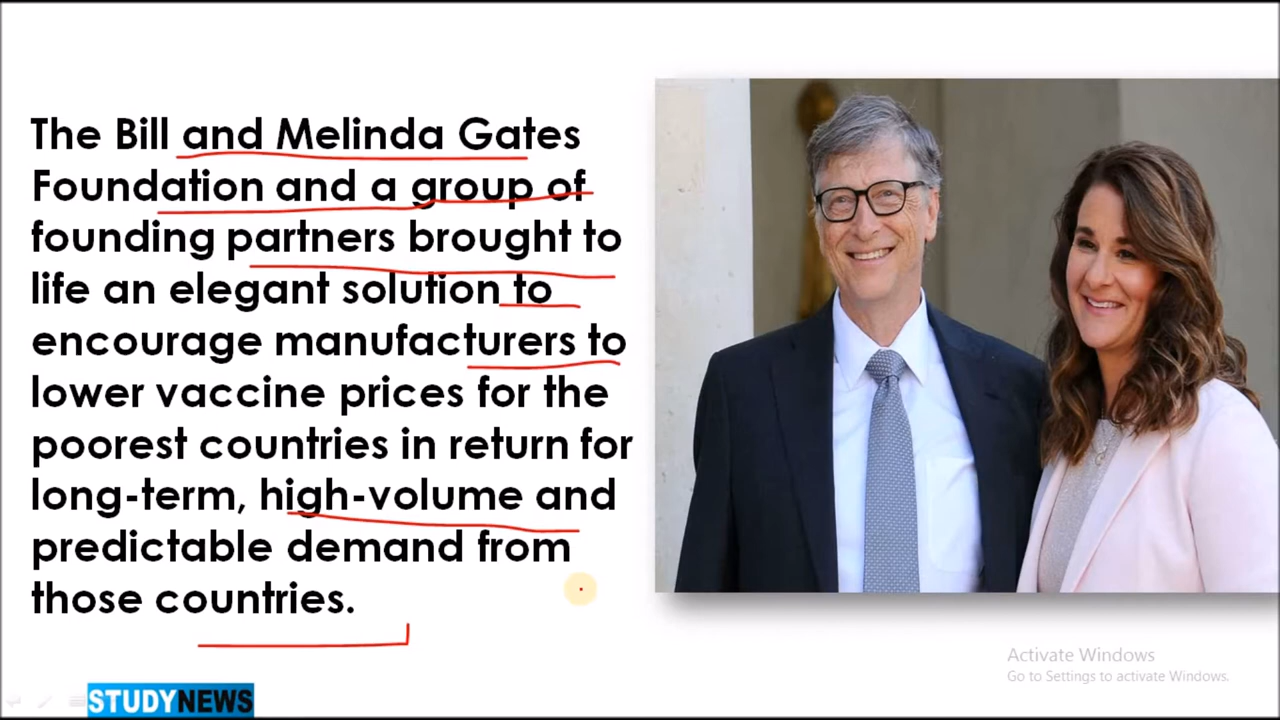 The Bill and Melinda Gates
Foundation and a group of
founding partners brought to
life an elegant solution to
encourage manufacturers to
lower vaccine prices for the
poorest countries in return for
long-term, high-volume and
predictable demand from
those countries.
Activate Windows
Go to Settings to activate Windows.
STUDYNEWS